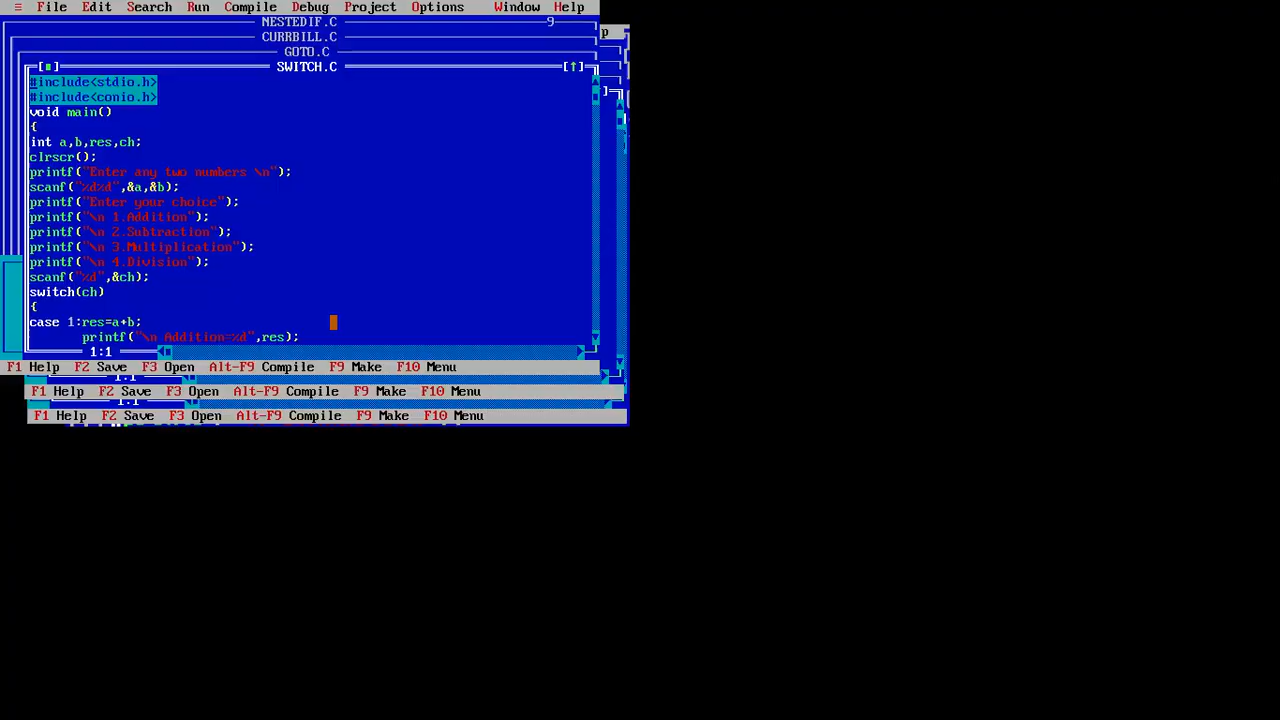 ≡ File Edit Search Run Compile Debug Project Options Window Help
NESTEDIF.C 9
CURRBILL.C
GOTO.C
[■] SWITCH.C [↑]
#include<stdio.h>
#include<conio.h>
void main()
{
int a,b,res,ch;
clrscr();
printf("Enter any two numbers \n");
scanf("%d%d",&a,&b);
printf("Enter your choice");
printf("\n 1.Addition");
printf("\n 2.Subtraction");
printf("\n 3.Multiplication");
printf("\n 4.Division");
scanf("%d",&ch);
switch(ch)
{
case 1:res=a+b;
printf("\n Addition=%d",res);
1:1
F1 Help F2 Save F3 Open Alt-F9 Compile F9 Make F10 Menu
1:1
F1 Help F2 Save F3 Open Alt-F9 Compile F9 Make F10 Menu
1:1
F1 Help F2 Save F3 Open Alt-F9 Compile F9 Make F10 Menu